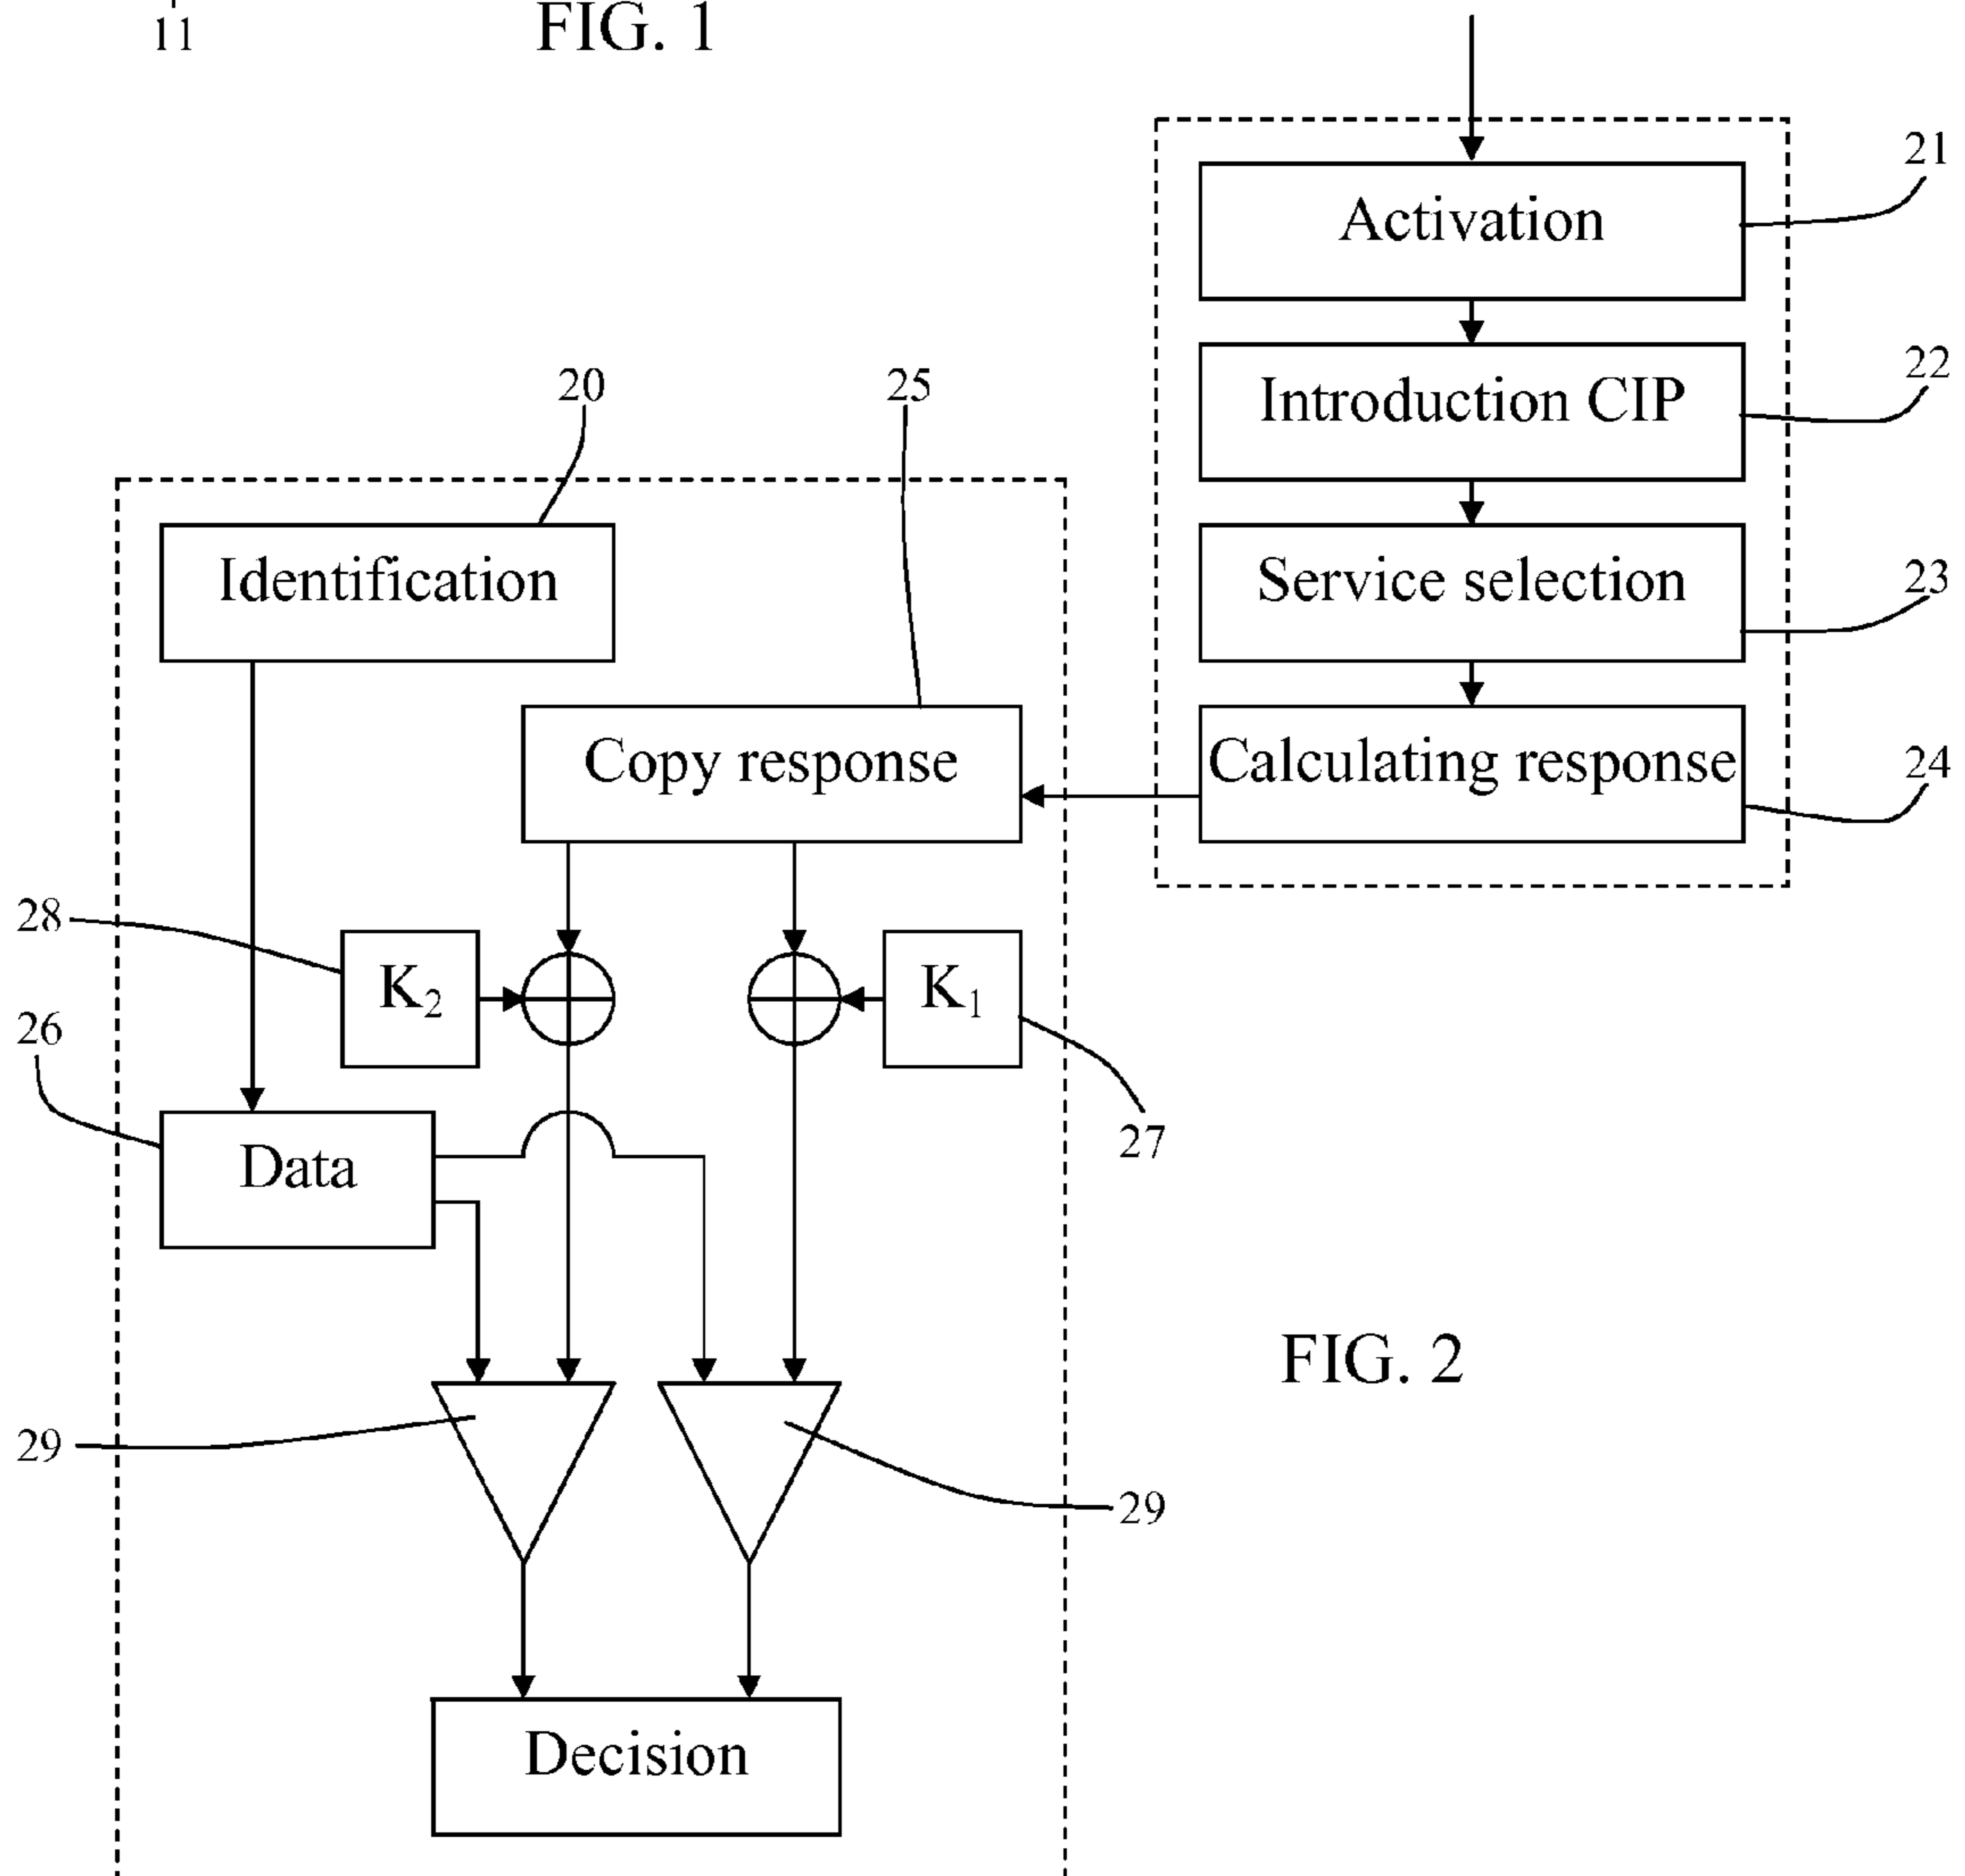 11
FIG. 1
21
Activation
22
Introduction CIP
20
25
Identification
Service selection
23
Copy response
Calculating response
24
28
K2
K1
26
Data
27
FIG. 2
29
29
Decision